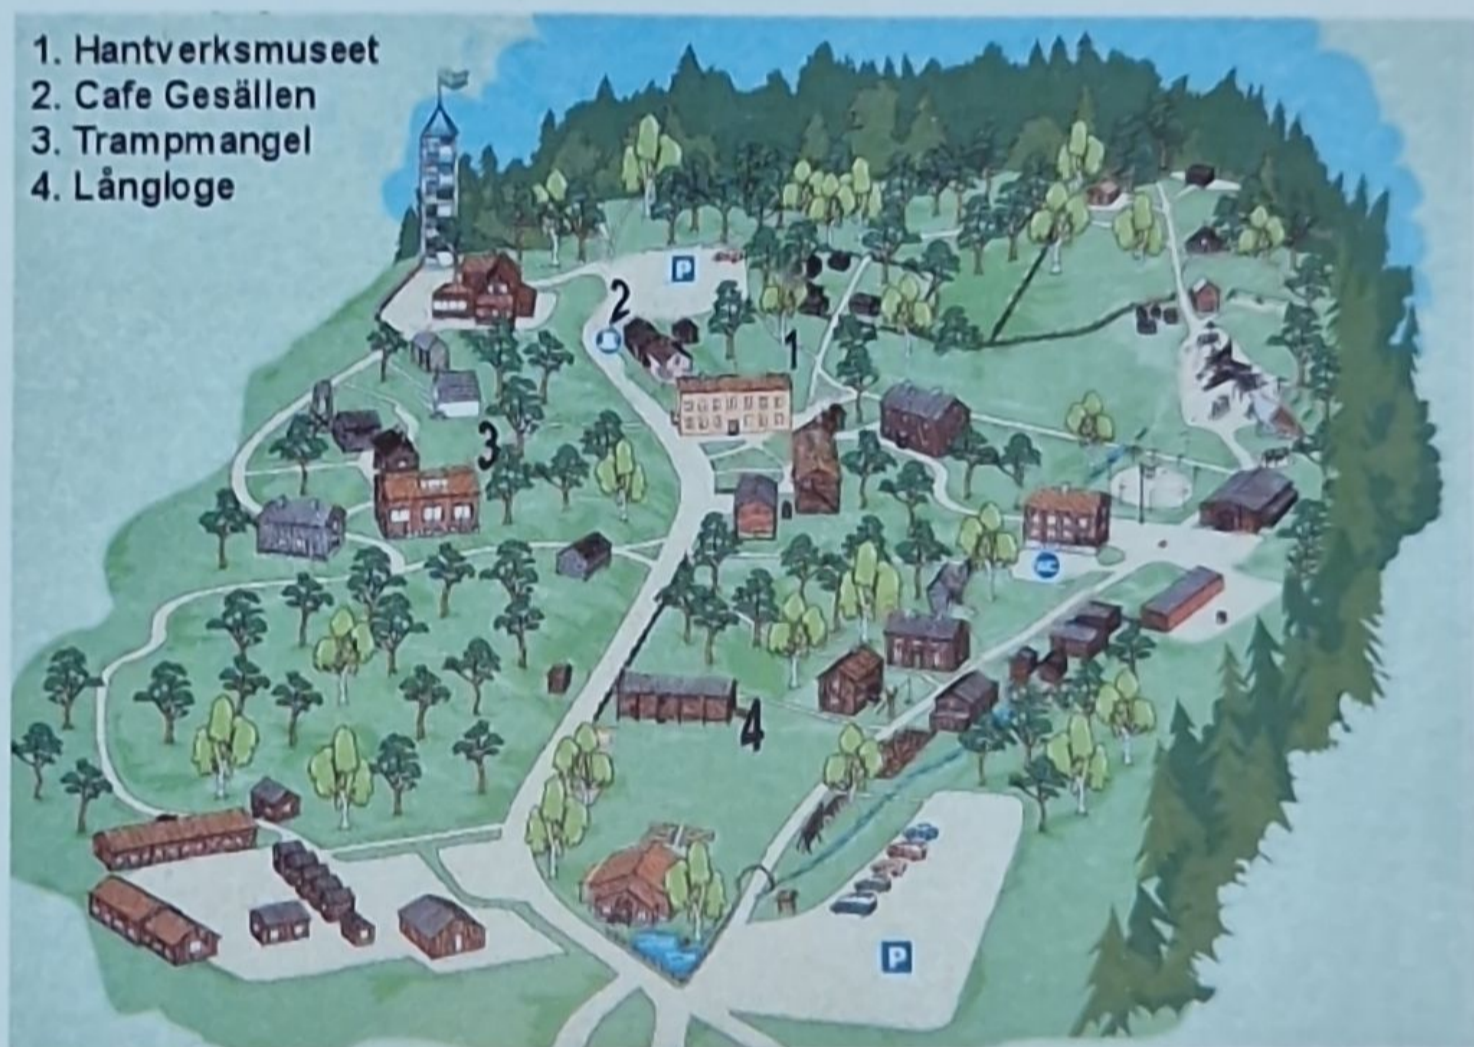 1. Hantverksmuseet
2. Cafe Gesällen
3. Trampmangel
4. Långloge
P
2
1
3
WC
4
P